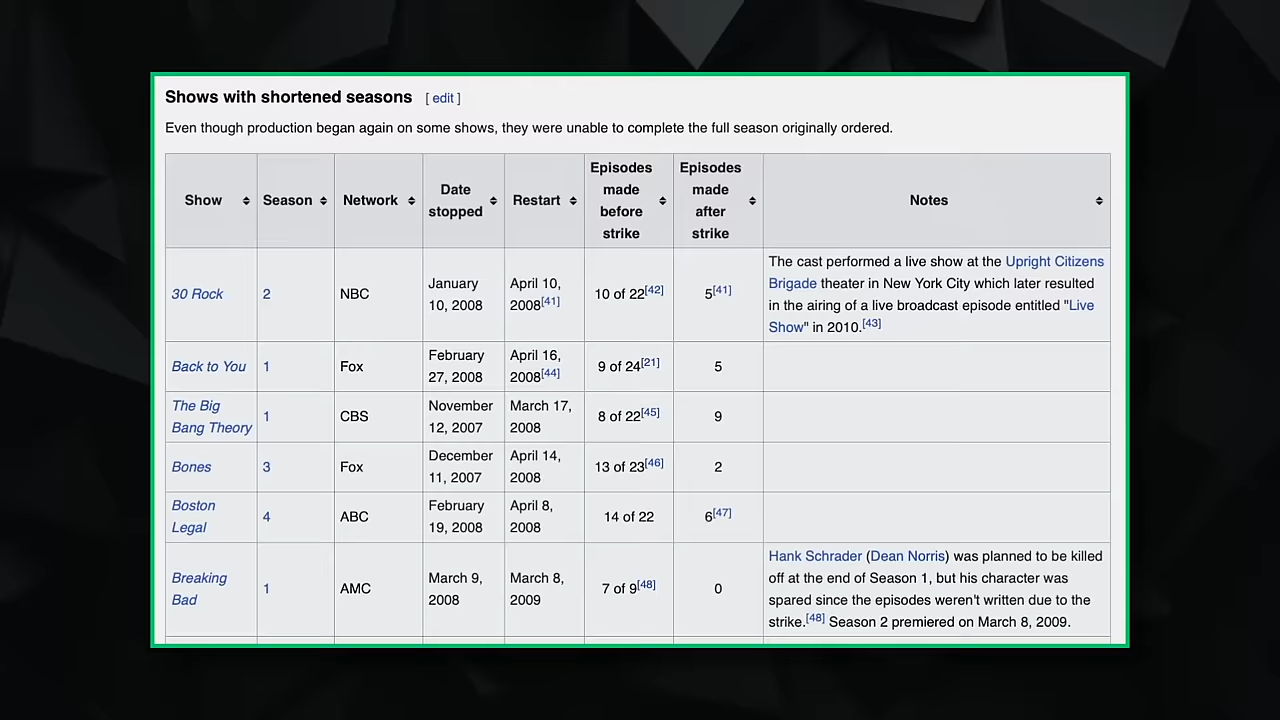 Shows with shortened seasons [ edit ]
Even though production began again on some shows, they were unable to complete the full season originally ordered.
Show Season Network Date stopped Restart Episodes made before strike Episodes made after strike Notes
30 Rock 2 NBC January 10, 2008 April 10, 2008[41] 10 of 22[42] 5[41] The cast performed a live show at the Upright Citizens
Brigade theater in New York City which later resulted
in the airing of a live broadcast episode entitled "Live
Show" in 2010.[43]
Back to You 1 Fox February 27, 2008 April 16, 2008[44] 9 of 24[21] 5
The Big Bang Theory 1 CBS November 12, 2007 March 17, 2008 8 of 22[45] 9
Bones 3 Fox December 11, 2007 April 14, 2008 13 of 23[46] 2
Boston Legal 4 ABC February 19, 2008 April 8, 2008 14 of 22 6[47]
Breaking Bad 1 AMC March 9, 2008 March 8, 2009 7 of 9[48] 0 Hank Schrader (Dean Norris) was planned to be killed
off at the end of Season 1, but his character was
spared since the episodes weren't written due to the
strike.[48] Season 2 premiered on March 8, 2009.